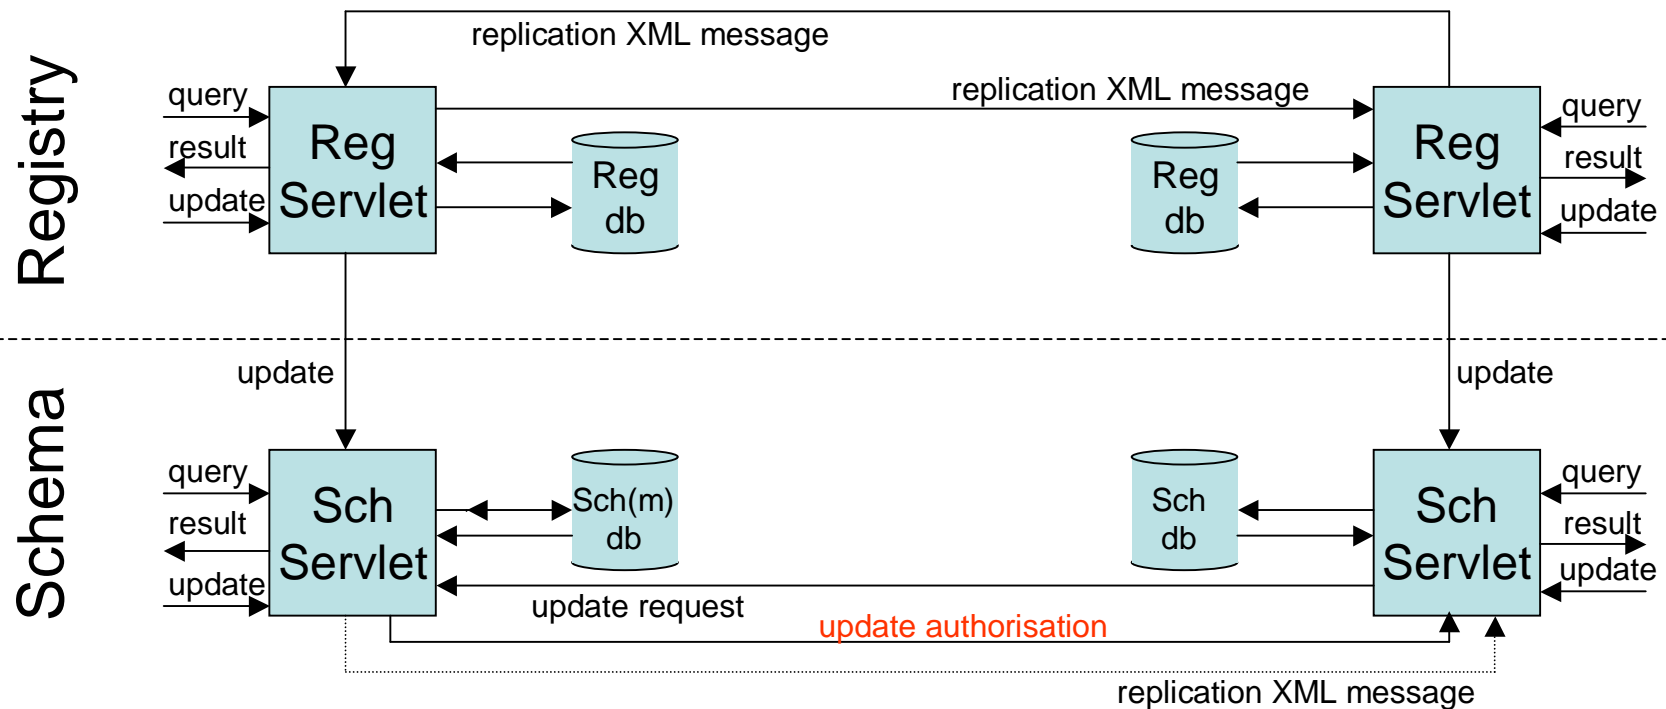 Registry
replication XML message
replication XML message
query
result
update
Reg
Servlet
Reg
db
Reg
db
Reg
Servlet
query
result
update
update
update
Schema
query
result
update
Sch
Servlet
Sch(m)
db
Sch
db
Sch
Servlet
query
result
update
update request
update authorisation
replication XML message